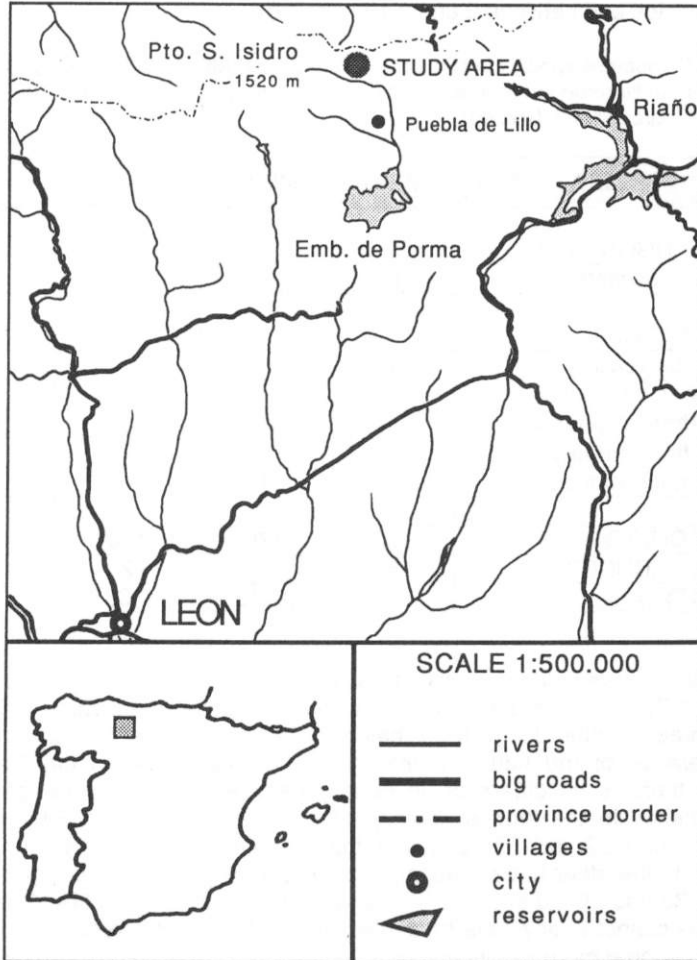 Pto. S. Isidro
1520 m
STUDY AREA
Riaño
Puebla de Lillo
Emb. de Porma
LEON
SCALE 1:500.000
rivers
big roads
province border
villages
city
reservoirs